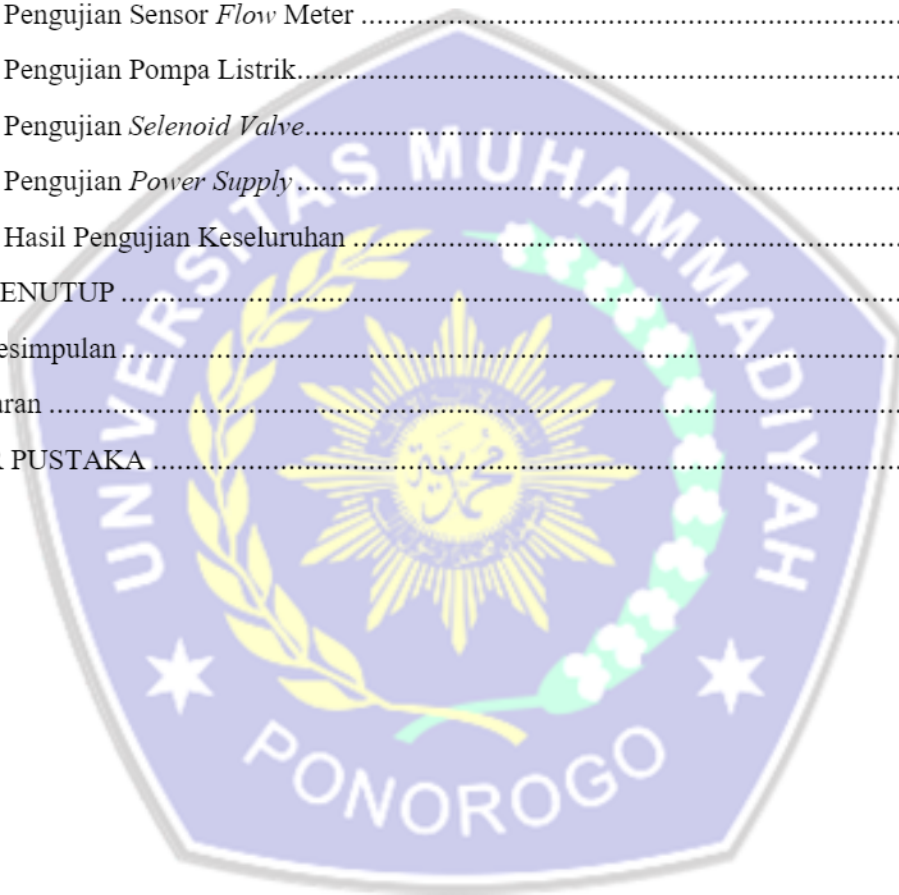 Pengujian Sensor Flow Meter ................................................................
Pengujian Pompa Listrik................................................................
Pengujian Selenoid Valve................................................................
Pengujian Power Supply................................................................
Hasil Pengujian Keseluruhan ................................................................
ENUTUP ................................................................
esimpulan................................................................
aran ................................................................
R PUSTAKA ................................................................
UNIVERSITAS MUHAMMADIYAH
محمدية
PONOROGO